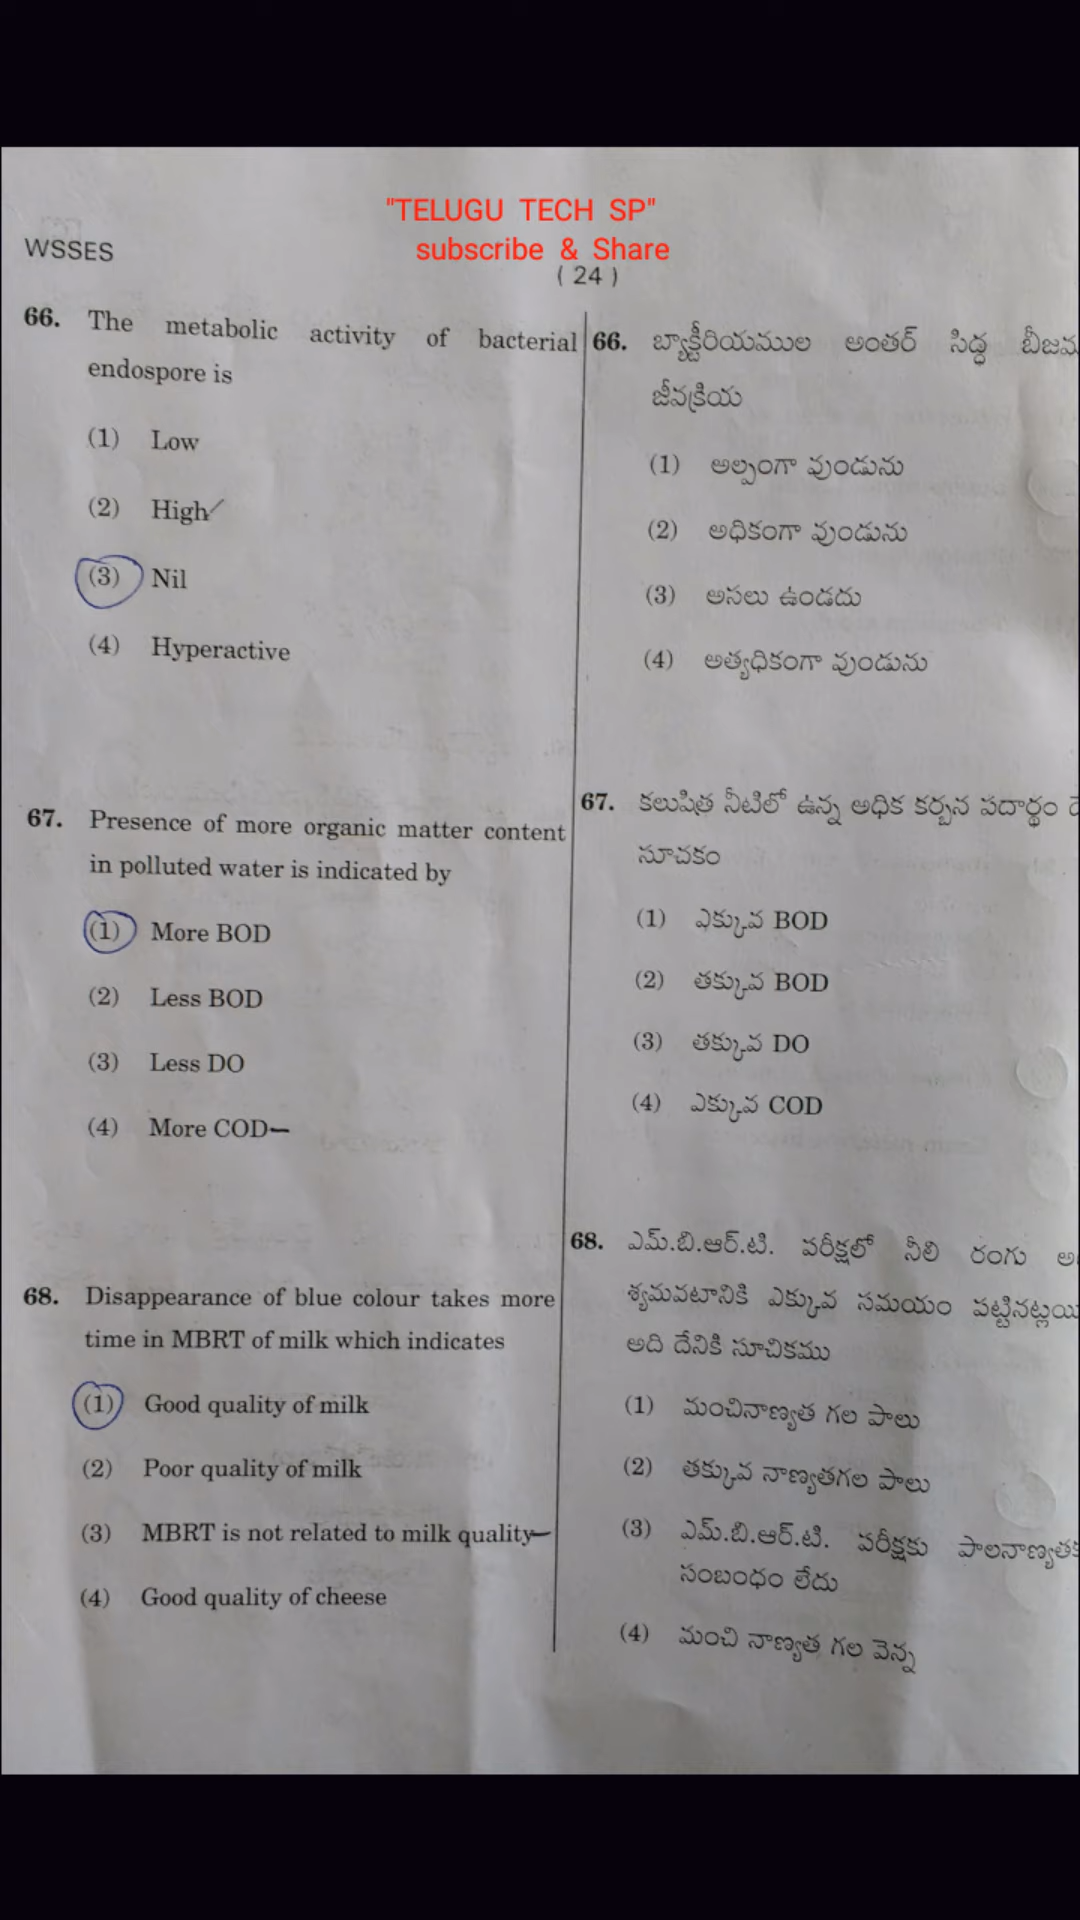 "TELUGU TECH SP"
subscribe & Share
WSSES
( 24 )
66. The metabolic activity of bacterial
endospore is
(1) Low
(2) High
(3) Nil
(4) Hyperactive
67. Presence of more organic matter content
in polluted water is indicated by
(1) More BOD
(2) Less BOD
(3) Less DO
(4) More COD
68. Disappearance of blue colour takes more
time in MBRT of milk which indicates
(1) Good quality of milk
(2) Poor quality of milk
(3) MBRT is not related to milk quality
(4) Good quality of cheese
66. బ్యాక్టీరియముల అంతర్ సిద్ధ బీజమ
జీవక్రియ
(1) అల్పంగా వుండును
(2) అధికంగా వుండును
(3) అసలు ఉండదు
(4) అత్యధికంగా వుండును
67. కలుషిత నీటిలో ఉన్న అధిక కర్బన పదార్థం
సూచకం
(1) ఎక్కువ BOD
(2) తక్కువ BOD
(3) తక్కువ DO
(4) ఎక్కువ COD
68. ఎమ్.బి.ఆర్.టి. పరీక్షలో నీలి రంగు
శ్యమవటానికి ఎక్కువ సమయం పట్టినట్లయి
అది దేనికి సూచికము
(1) మంచినాణ్యత గల పాలు
(2) తక్కువ నాణ్యతగల పాలు
(3) ఎమ్.బి.ఆర్.టి. పరీక్షకు పాలనాణ్యతక
సంబంధం లేదు
(4) మంచి నాణ్యత గల వెన్న